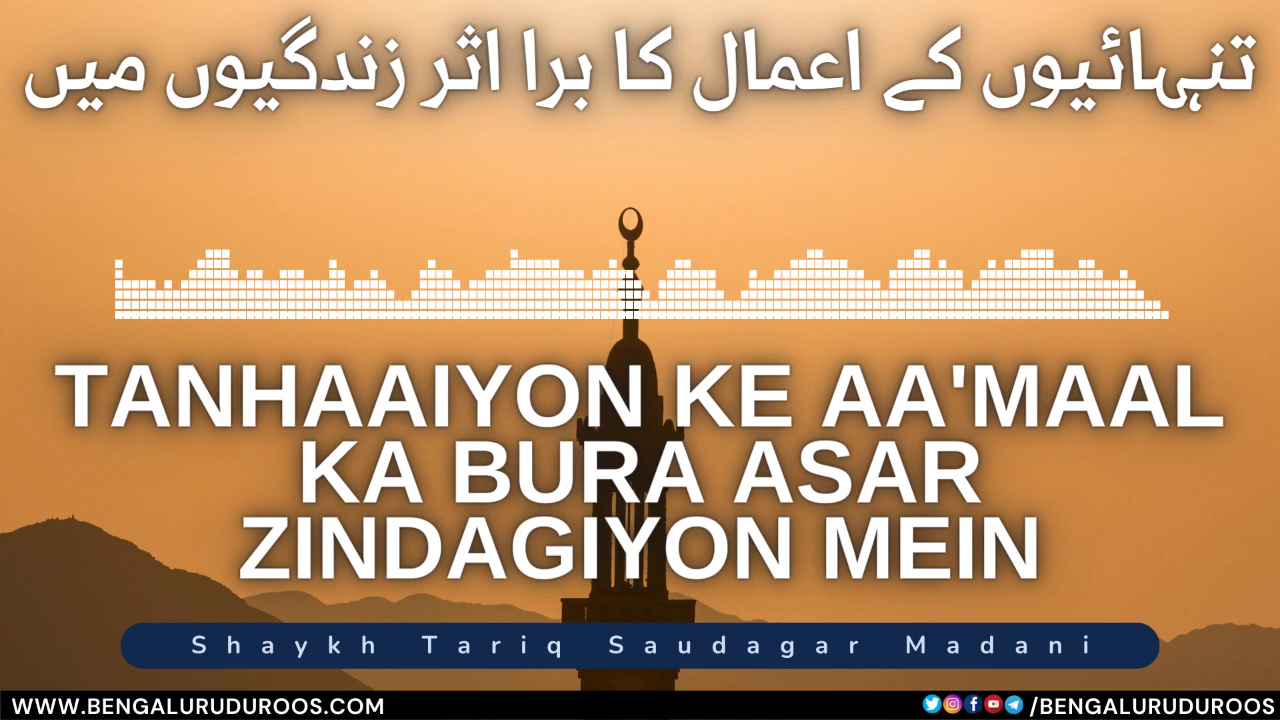 تنہائیوں کے اعمال کا برا اثر زندگیوں میں
TANHAAIYON KE AA'MAAL
KA BURA ASAR
ZINDAGIYON MEIN
Shaykh Tariq Saudagar Madani
WWW.BENGALURUDUROOS.COM
/BENGALURUDUROOS